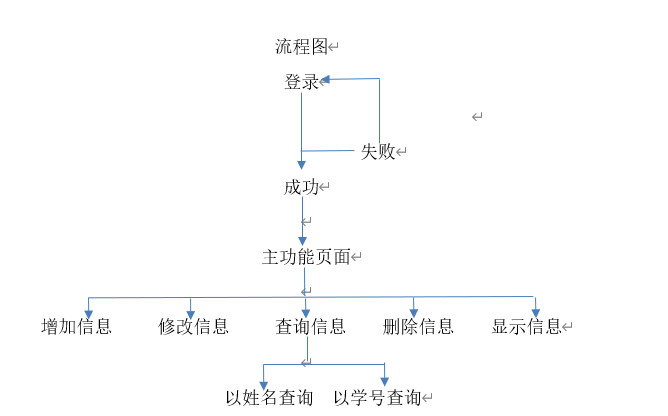 流程图
登录
失败
成功
主功能页面
增加信息 修改信息 查询信息 删除信息 显示信息
以姓名查询 以学号查询